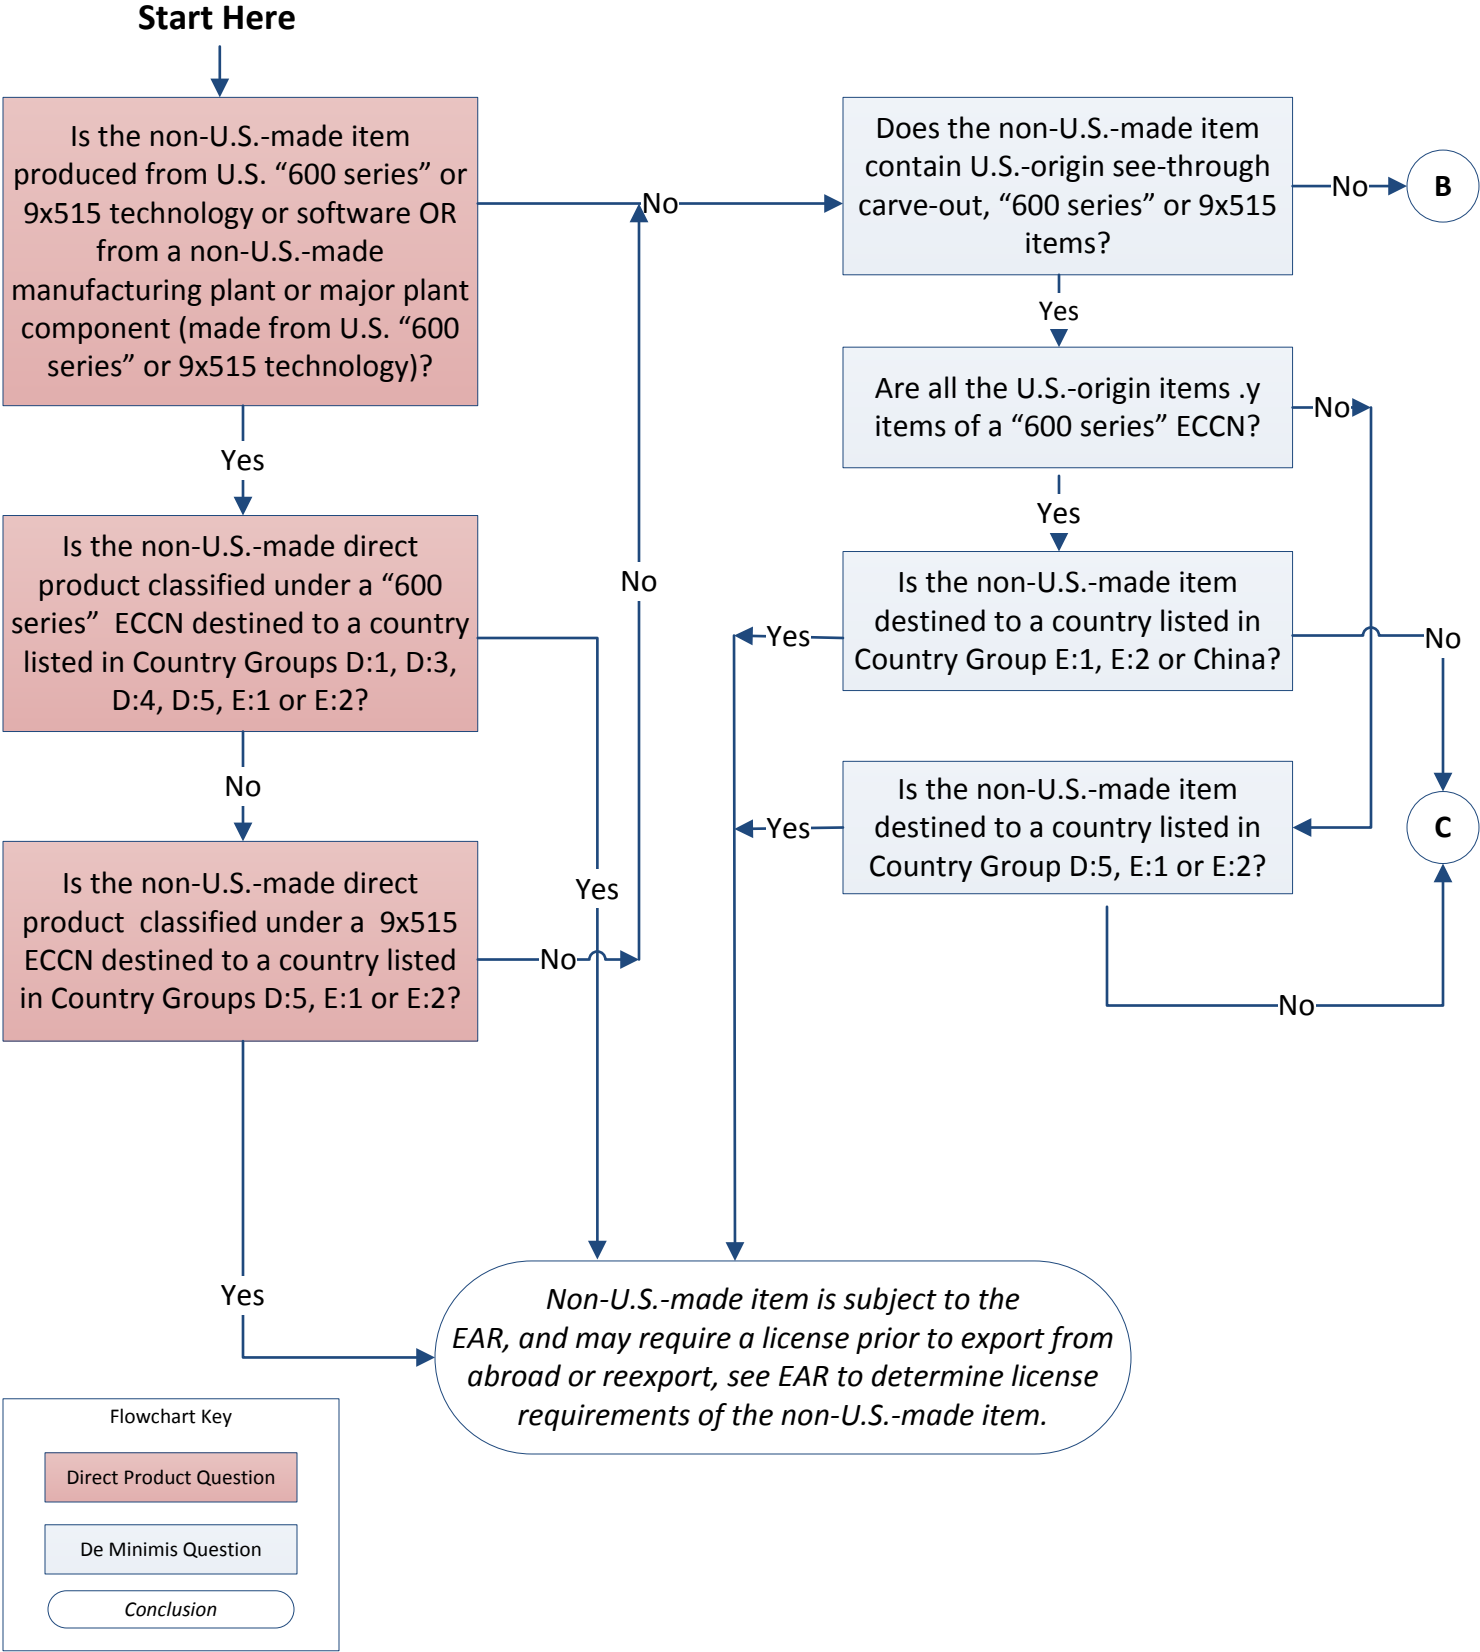 Start Here
Is the non-U.S.-made item
produced from U.S. “600 series” or
9x515 technology or software OR
from a non-U.S.-made
manufacturing plant or major plant
component (made from U.S. “600
series” or 9x515 technology)?
Yes
No
Is the non-U.S.-made direct
product classified under a “600
series” ECCN destined to a country
listed in Country Groups D:1, D:3,
D:4, D:5, E:1 or E:2?
No
Yes
Is the non-U.S.-made direct
product classified under a 9x515
ECCN destined to a country listed
in Country Groups D:5, E:1 or E:2?
No
No
Yes
Does the non-U.S.-made item
contain U.S.-origin see-through
carve-out, “600 series” or 9x515
items?
No
B
Yes
Are all the U.S.-origin items .y
items of a “600 series” ECCN?
No
Yes
Is the non-U.S.-made item
destined to a country listed in
Country Group E:1, E:2 or China?
Yes
No
Is the non-U.S.-made item
destined to a country listed in
Country Group D:5, E:1 or E:2?
Yes
C
No
Non-U.S.-made item is subject to the
EAR, and may require a license prior to export from
abroad or reexport, see EAR to determine license
requirements of the non-U.S.-made item.
Flowchart Key
Direct Product Question
De Minimis Question
Conclusion